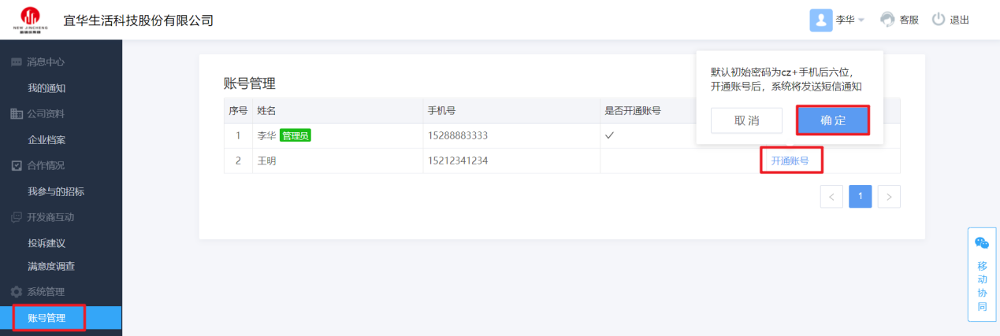 NEW JINCHENG
宜华生活科技股份有限公司
李华
客服
退出
消息中心
我的通知
公司资料
企业档案
合作情况
我参与的招标
开发商互动
投诉建议
满意度调查
系统管理
账号管理
账号管理
默认初始密码为cz+手机后六位，
开通账号后，系统将发送短信通知
取 消
确 定
序号 姓名 手机号 是否开通账号
1 李华 管理员 15288883333 ✓
2 王明 15212341234 开通账号
< 1 >
移
动
协
同